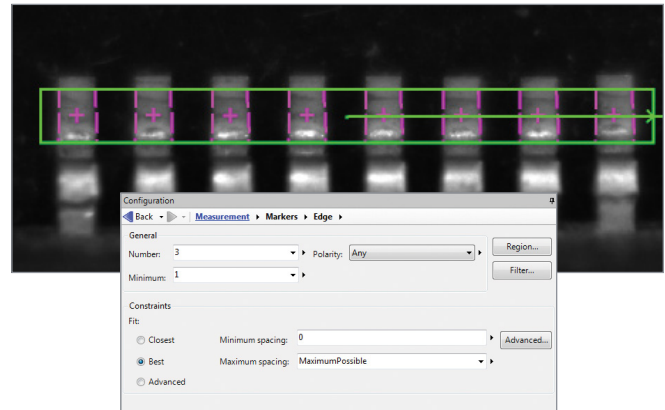 Configuration
Back Measurement Markers Edge
General
Number: 3 Polarity: Any Region...
Minimum: 1 Filter...
Constraints
Fit:
Closest Minimum spacing: 0 Advanced...
Best Maximum spacing: MaximumPossible
Advanced